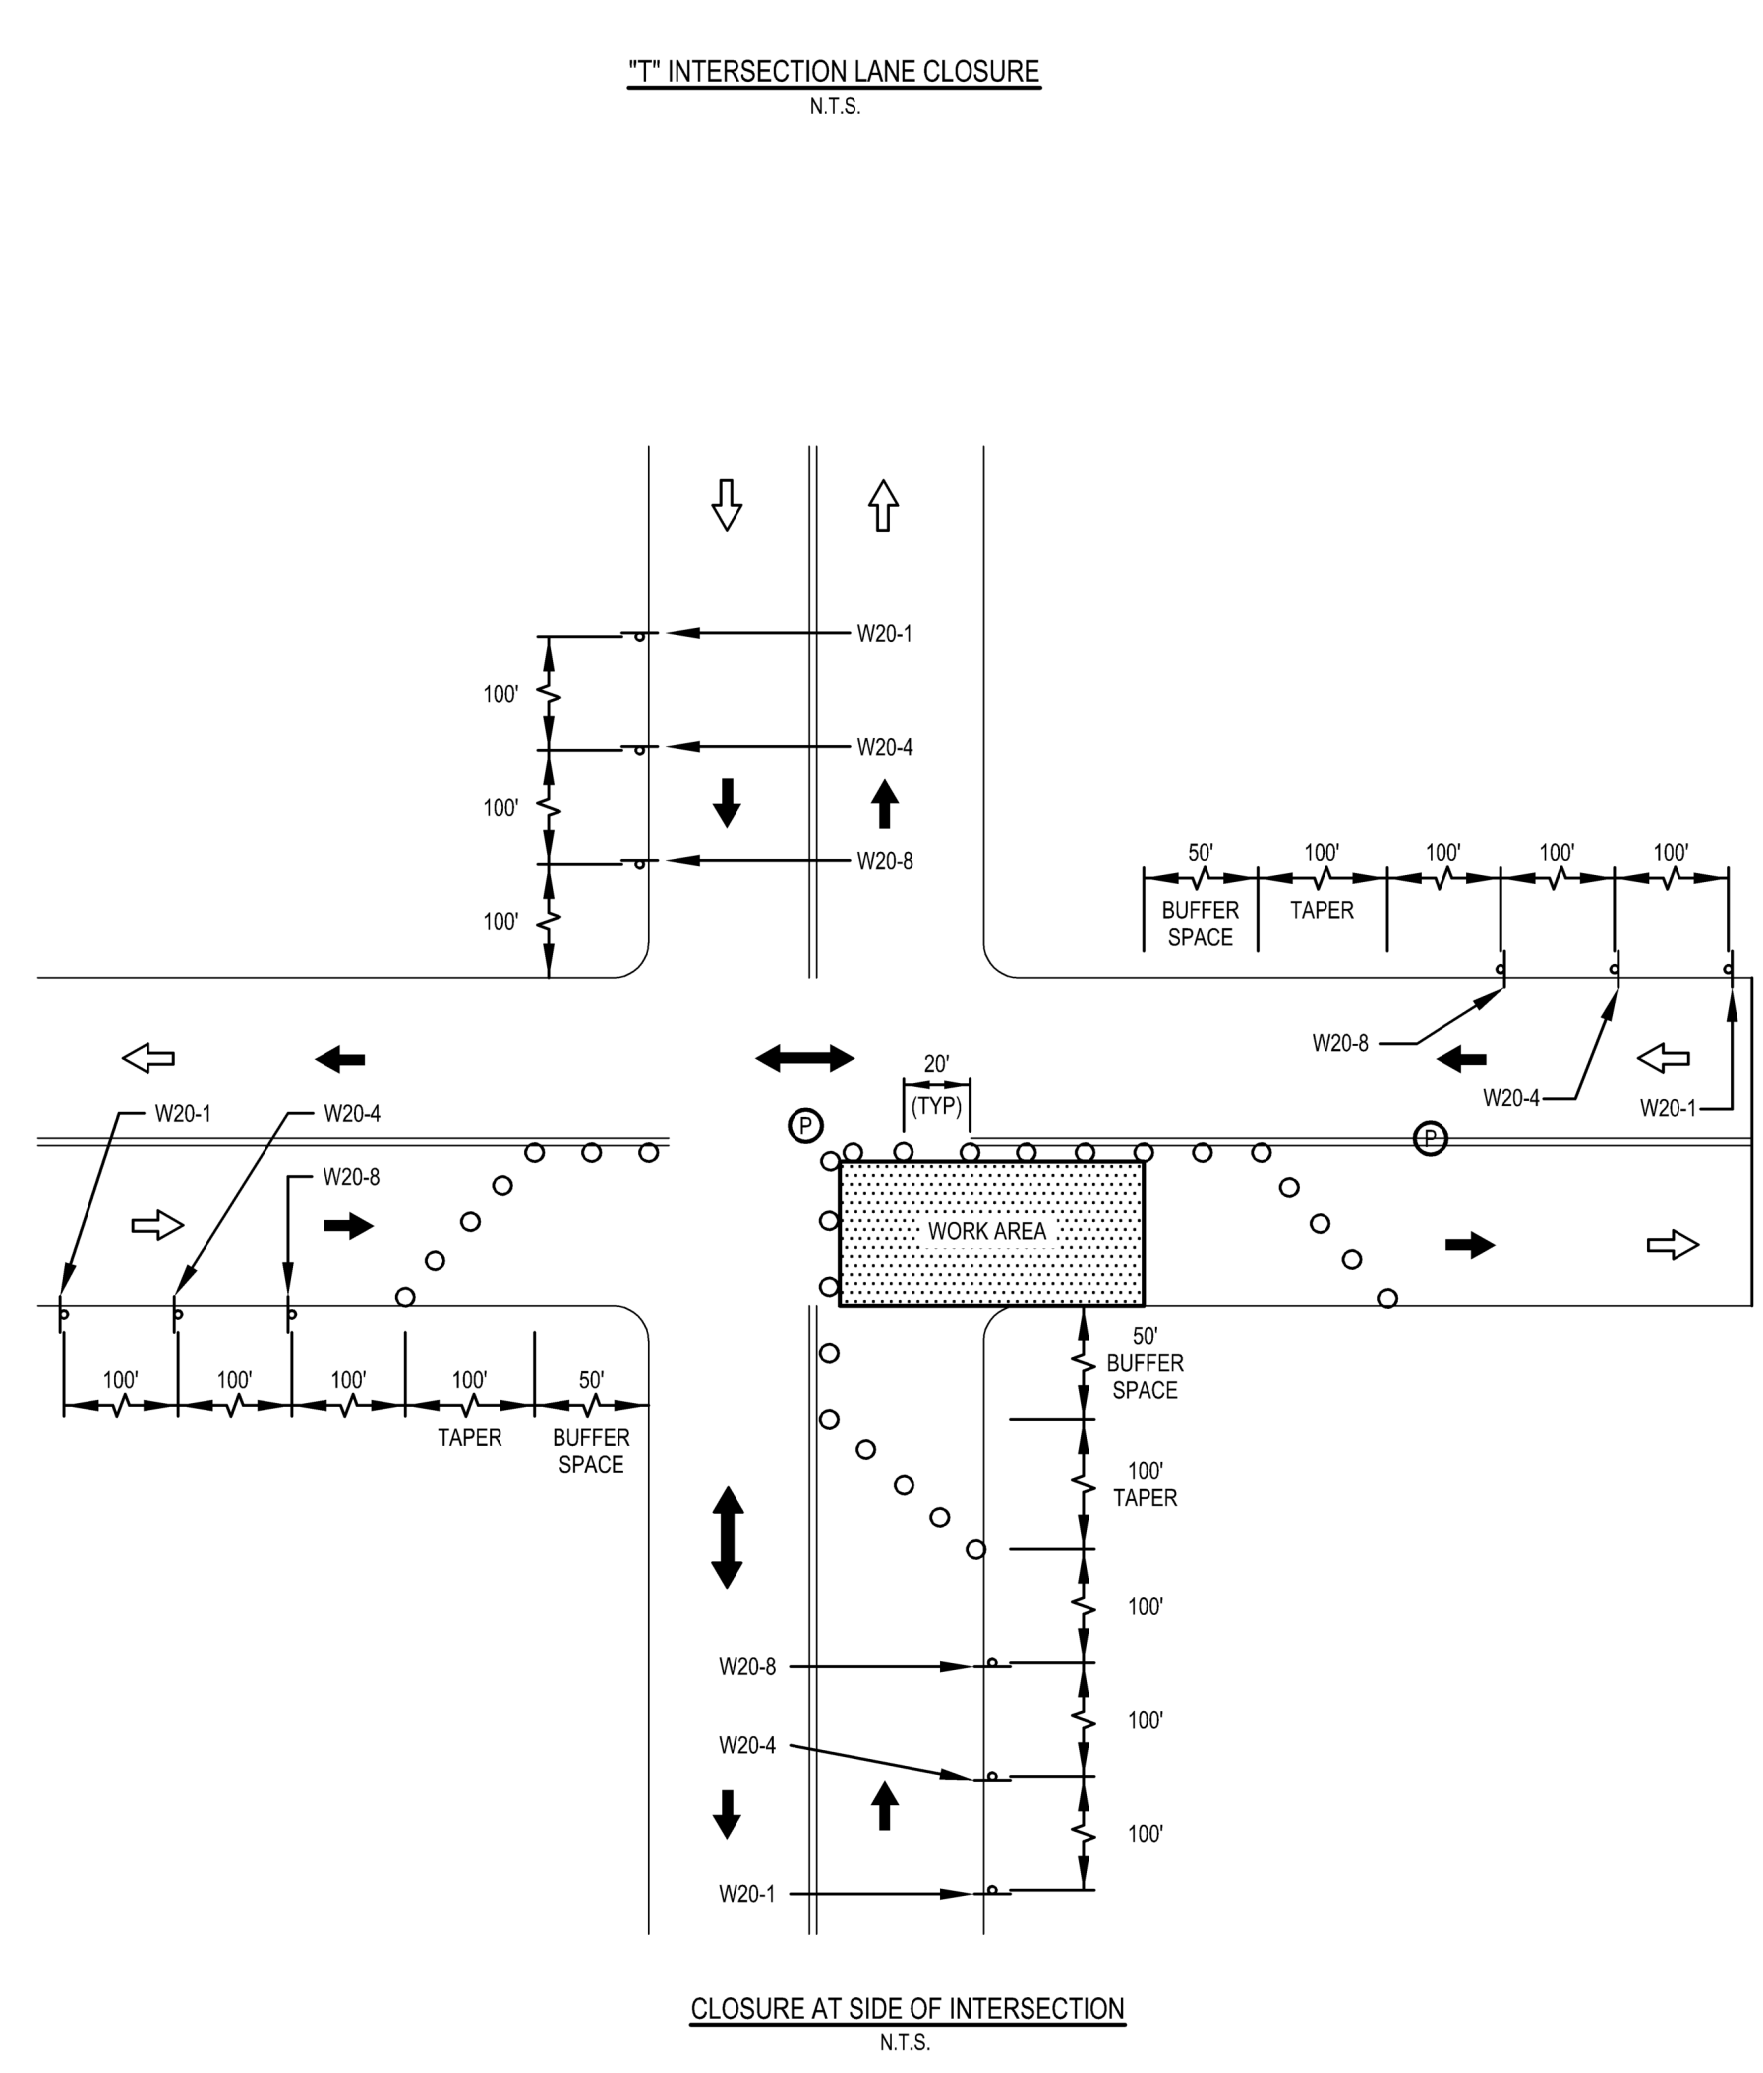 "T" INTERSECTION LANE CLOSURE
N.T.S.
W20-1
100'
W20-4
100'
W20-8
100'
50'
100'
100'
100'
100'
BUFFER
SPACE
TAPER
W20-8
W20-4
W20-1
20'
(TYP)
P
P
W20-1
W20-4
W20-8
WORK AREA
100'
100'
100'
100'
50'
TAPER
BUFFER
SPACE
50'
BUFFER
SPACE
100'
TAPER
100'
W20-8
100'
W20-4
100'
W20-1
CLOSURE AT SIDE OF INTERSECTION
N.T.S.